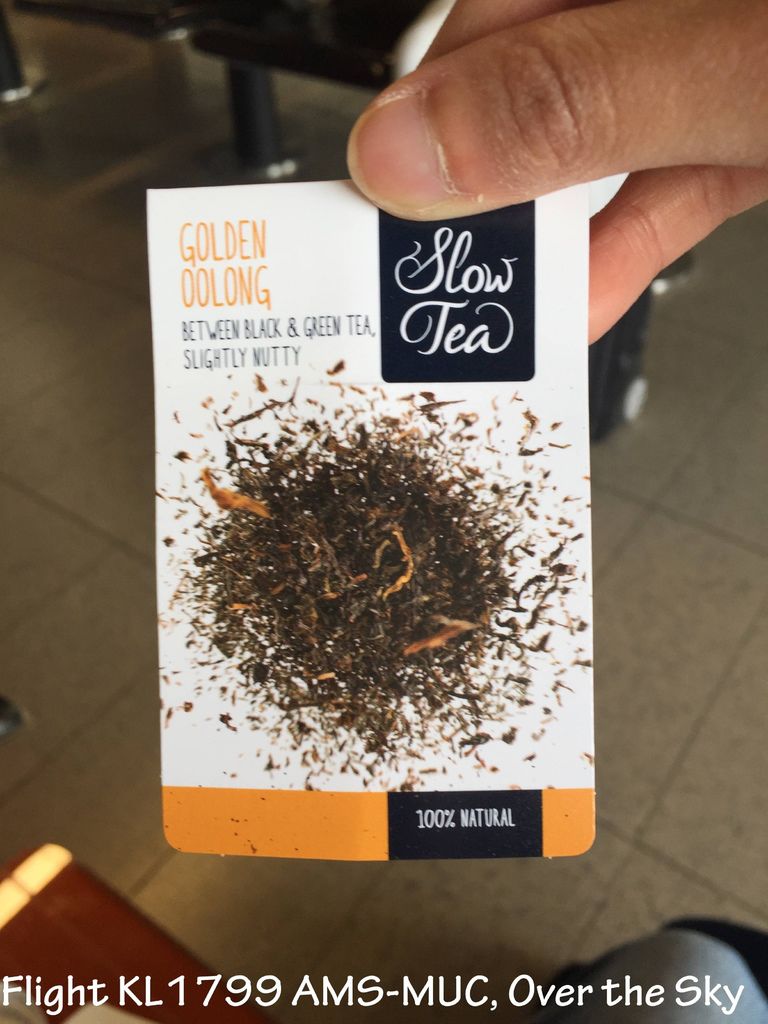 GOLDEN
OOLONG
BETWEEN BLACK & GREEN TEA,
SLIGHTLY NUTTY
Slow
Tea
100% NATURAL
Flight KL1799 AMS-MUC, Over the Sky